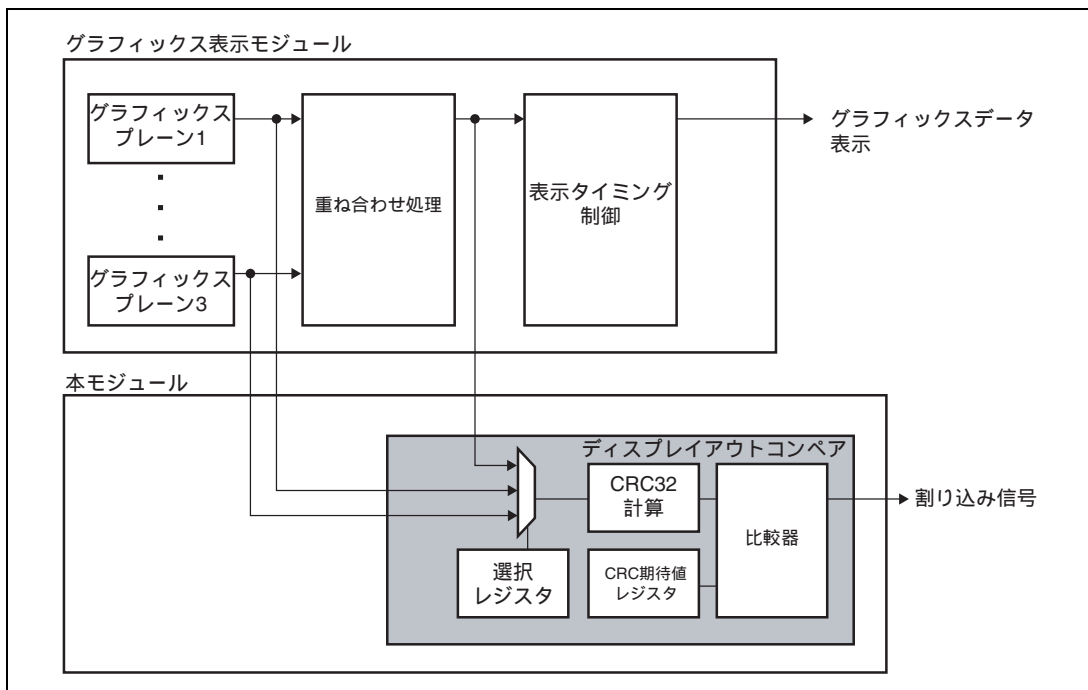 グラフィックス表示モジュール
グラフィックス
プレーン1
重ね合わせ処理
表示タイミング
制御
グラフィックスデータ
表示
グラフィックス
プレーン3
本モジュール
ディスプレイアウトコンペア
CRC32
計算
比較器
割り込み信号
選択
レジスタ
CRC期待値
レジスタ